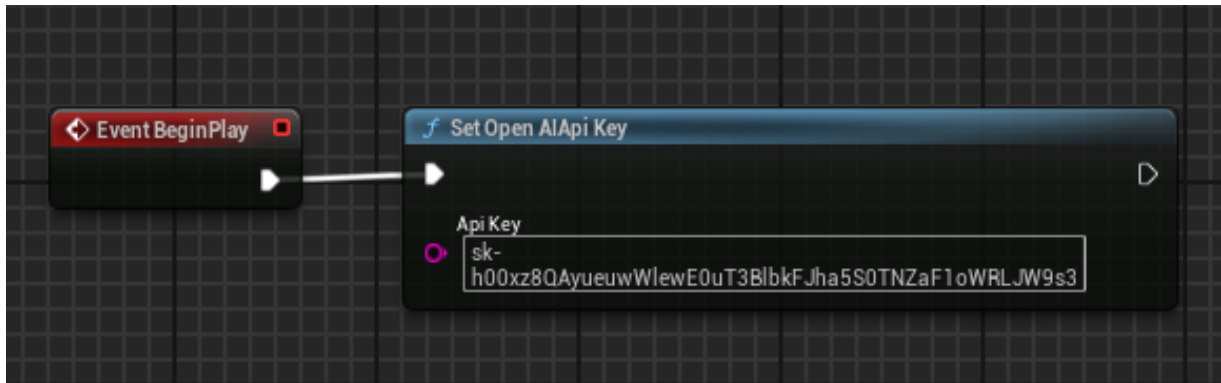 Event BeginPlay
f Set Open AIApi Key
Api Key
sk-
h00xz8QAyueuwWlewE0uT3BlbkFJha5S0TNZaF1oWRLJW9s3